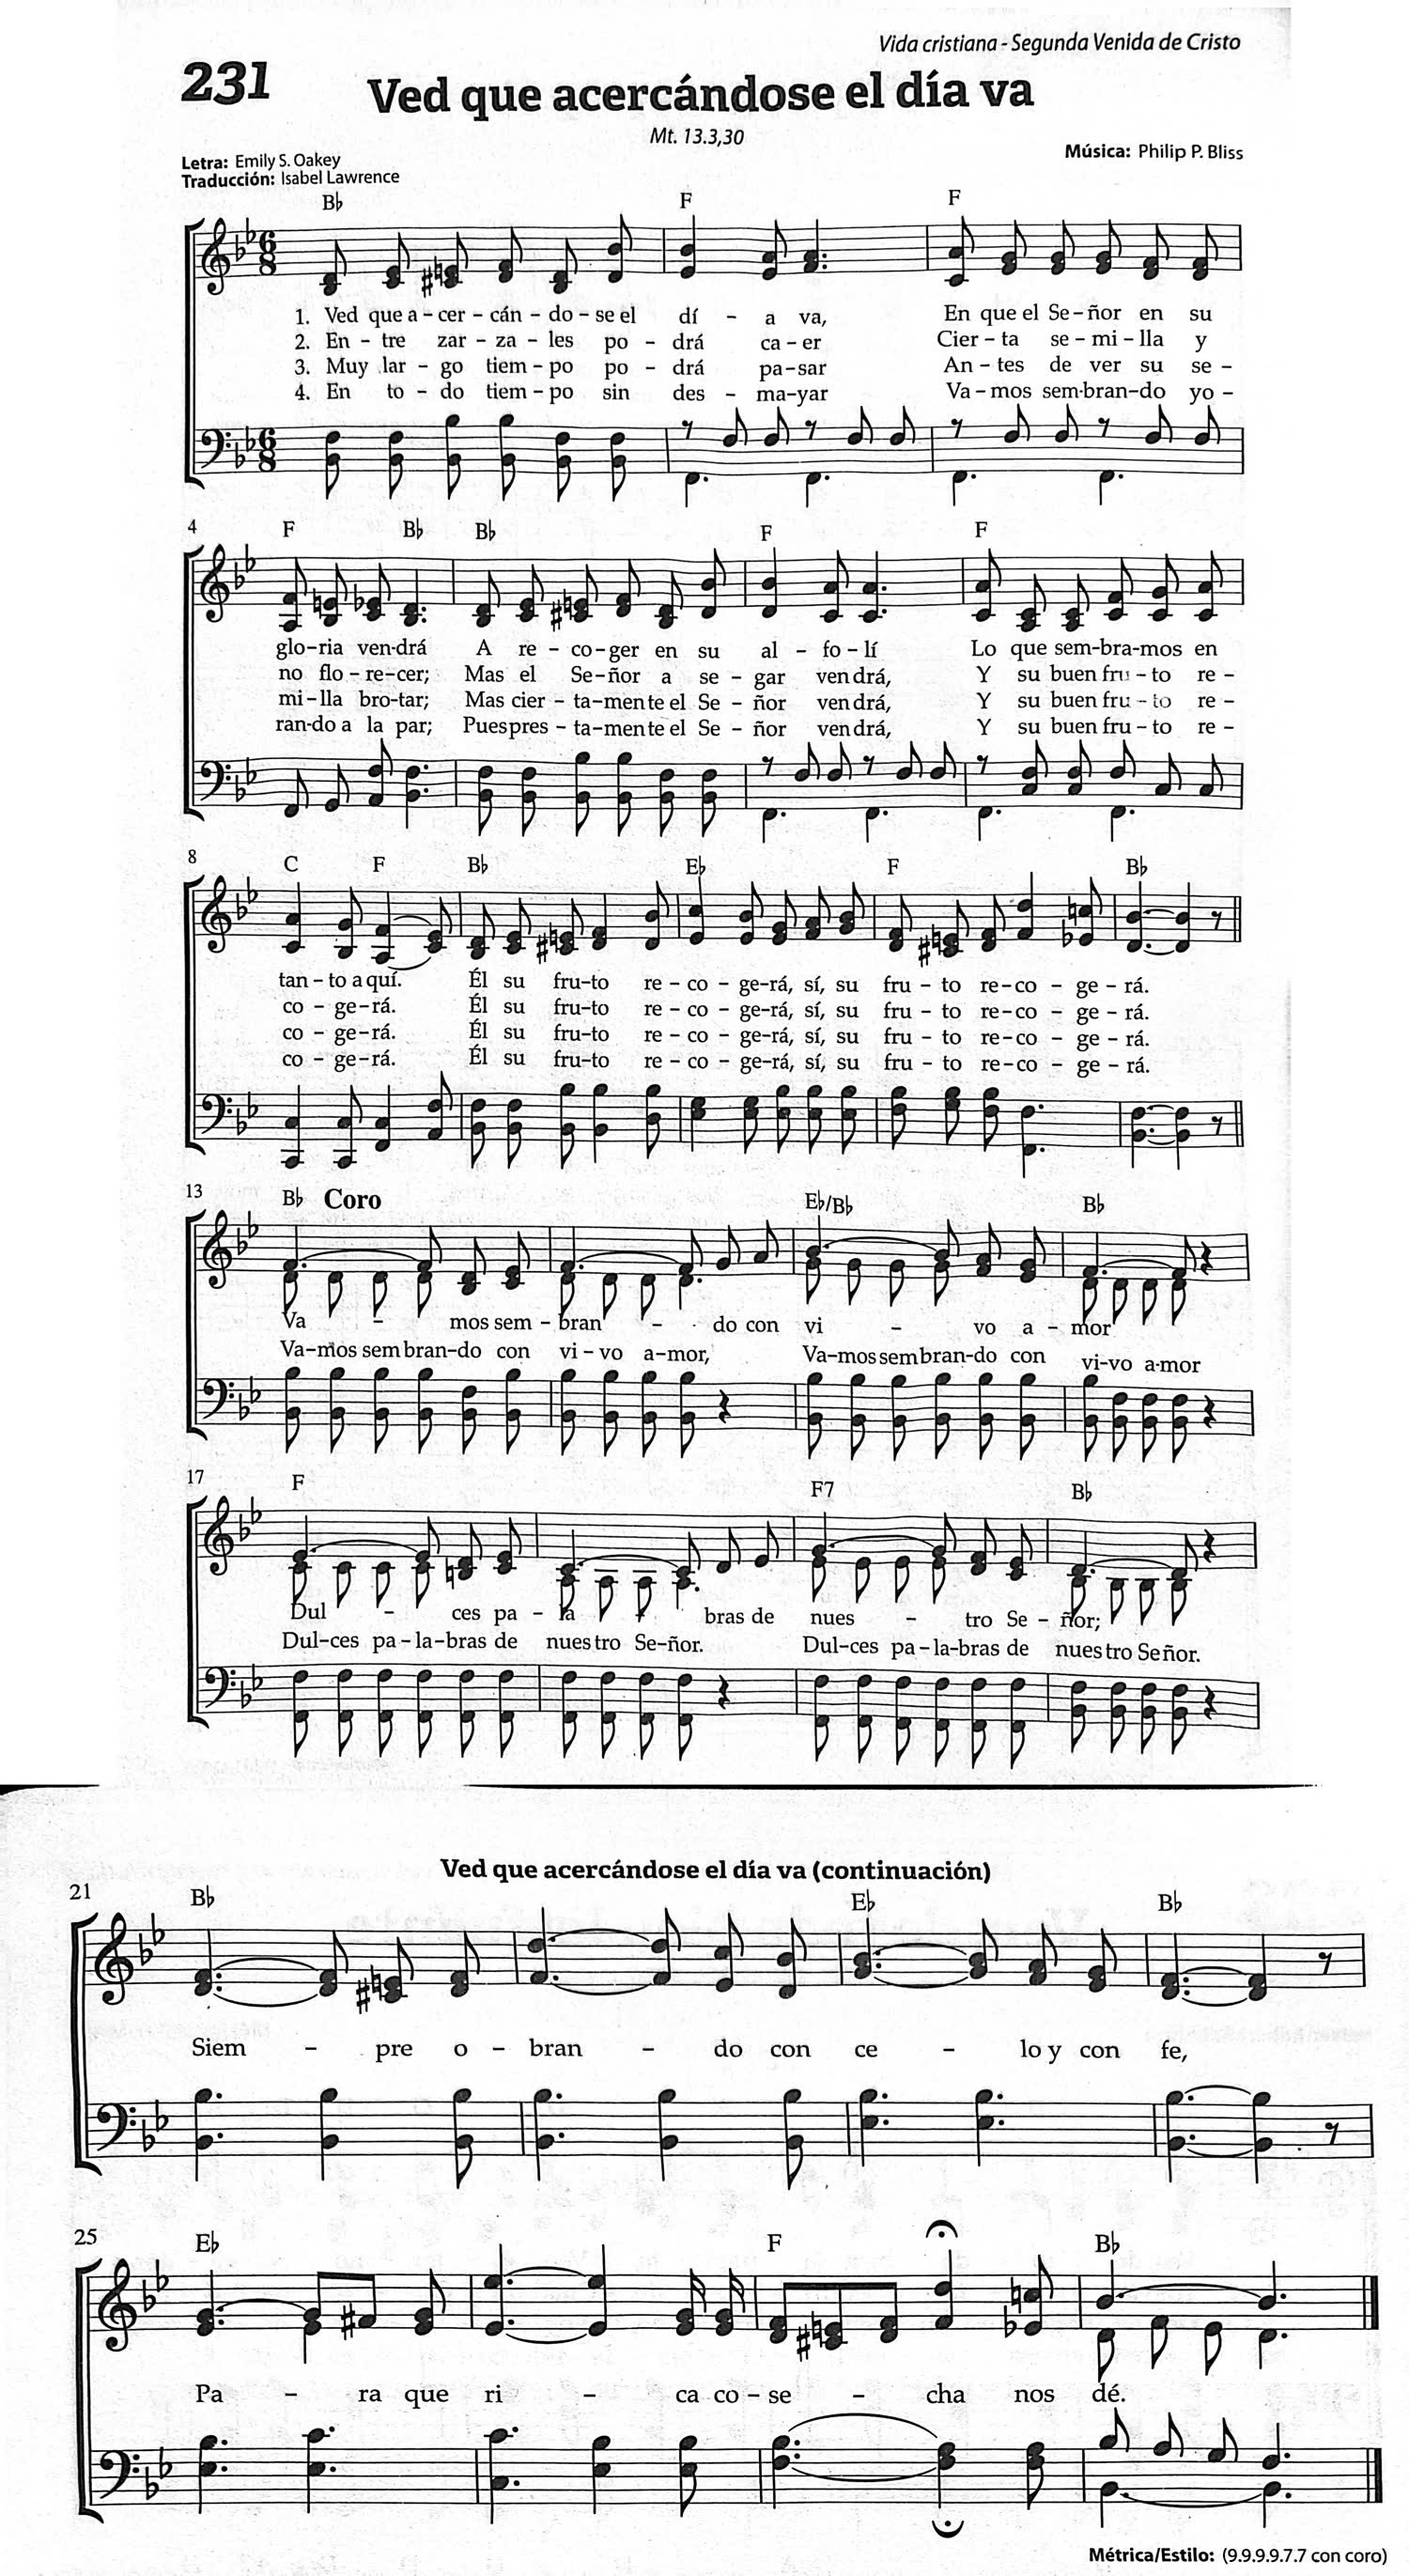 Vida cristiana - Segunda Venida de Cristo
231
Ved que acercándose el día va
Mt. 13.3,30
Letra: Emily S. Oakey
Música: Philip P. Bliss
Traducción: Isabel Lawrence
B♭ F F
6/8
1. Ved que a – cer – cán – do – se el dí – a va, En que el Se – ñor en su
2. En – tre zar – za – les po – drá ca – er Cier – ta se – mi – lla y
3. Muy lar – go tiem – po po – drá pa – sar An – tes de ver su se –
4. En to – do tiem – po sin des – ma – yar Va – mos sem-bran – do yo –
6/8
4 F B♭ B♭ F F
glo – ria ven-drá A re – co – ger en su al – fo – lí Lo que sem-bra-mos en
no flo – re – cer; Mas el Se – ñor a se – gar ven drá, Y su buen fru – to re –
mi – lla bro-tar; Mas cier – ta-men te el Se – ñor ven drá, Y su buen fru – to re –
ran-do a la par; Pues pres – ta-men te el Se – ñor ven drá, Y su buen fru – to re –
8 C F B♭ E♭ F B♭
tan – to a quí. Él su fru-to re – co – ge-rá, sí, su fru – to re – co – ge – rá.
co – ge – rá. Él su fru-to re – co – ge-rá, sí, su fru – to re – co – ge – rá.
co – ge – rá. Él su fru-to re – co – ge-rá, sí, su fru – to re – co – ge – rá.
co – ge – rá. Él su fru-to re – co – ge-rá, sí, su fru – to re – co – ge – rá.
13 B♭ Coro E♭/B♭ B♭
Va – mos sem – bran – do con vi – vo a – mor
Va-mos sem bran-do con vi – vo a-mor, Va-mos sem bran-do con vi-vo a-mor
17 F F7 B♭
Dul – ces pa – la – bras de nues – tro Se – ñor;
Dul-ces pa – la – bras de nues tro Se-ñor. Dul-ces pa – la-bras de nues tro Se ñor.
Ved que acercándose el día va (continuación)
21 B♭ E♭ B♭
Siem – pre o – bran – do con ce – lo y con fe,
25 E♭ F B♭
Pa – ra que ri – ca co – se – cha nos dé.
Métrica/Estilo: (9.9.9.9.7.7 con coro)